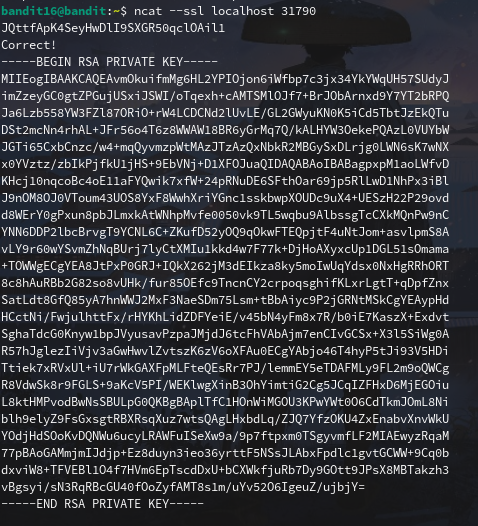 bandit16@bandit:~$ ncat --ssl localhost 31790
JQttfApK4SeyHwDlI9SXGR50qclOAil1
Correct!
-----BEGIN RSA PRIVATE KEY-----
MIIEogIBAAKCAQEAvmOkuifmMg6HL2YPIOjon6iWfbp7c3jx34YkYWqUH57SUdyJ
imZzeyGC0gtZPGujUSxiJSWI/oTqexh+cAMTSMlOJf7+BrJObArnxd9Y7YT2bRPQ
Ja6Lzb558YW3FZl87ORiO+rW4LCDCNd2lUvLE/GL2GWyuKN0K5iCd5TbtJzEkQTu
DSt2mcNn4rhAL+JFr56o4T6z8WWAW18BR6yGrMq7Q/kALHYW3OekePQAzL0VUYbW
JGTi65CxbCnzc/w4+mqQyvmzpWtMAzJTzAzQxNbkR2MBGySxDLrjg0LWN6sK7wNX
x0YVztz/zbIkPjfkU1jHS+9EbVNj+D1XFOJuaQIDAQABAoIBABagpxpM1aoLWfvD
KHcj10nqcoBc4oE11aFYQwik7xfW+24pRNuDE6SFthOar69jp5RlLwD1NhPx3iBl
J9nOM8OJ0VToum43UOS8YxF8WwhXriYGnc1sskbwpXOUDc9uX4+UESzH22P29ovd
d8WErY0gPxun8pbJLmxkAtWNhpMvfe0050vk9TL5wqbu9AlbssgTcCXkMQnPw9nC
YNN6DDP2lbcBrvgT9YCNL6C+ZKufD52yOQ9qOkwFTEQpjtF4uNtJom+asvlpmS8A
vLY9r60wYSvmZhNqBUrj7lyCtXMIu1kkd4w7F77k+DjHoAXyxcUp1DGL51sOmama
+TOWWgECgYEA8JtPxP0GRJ+IQkX262jM3dEIkza8ky5moIwUqYdsx0NxHgRRhORT
8c8hAuRBb2G82so8vUHk/fur85OEfc9TncnCY2crpoqsghifKLxrLgtT+qDpfZnx
SatLdt8GfQ85yA7hnWWJ2MxF3NaeSDm75Lsm+tBbAiyc9P2jGRNtMSkCgYEAypHd
HCctNi/FwjulhttFx/rHYKhLidZDFYeiE/v45bN4yFm8x7R/b0iE7KaszX+Exdvt
SghaTdcG0Knyw1bpJVyusavPzpaJMjdJ6tcFhVAbAjm7enCIvGCSx+X3l5SiWg0A
R57hJglezIiVjv3aGwHwvlZvtszK6zV6oXFAu0ECgYAbjo46T4hyP5tJi93V5HDi
Ttiek7xRVxUl+iU7rWkGAXFpMLFteQEsRr7PJ/lemmEY5eTDAFMLy9FL2m9oQWCg
R8VdwSk8r9FGLS+9aKcV5PI/WEKlwgXinB3OhYimtiG2Cg5JCqIZFHxD6MjEGOiu
L8ktHMPvodBwNsSBULpG0QKBgBAplTfC1HOnWiMGOU3KPwYWt0O6CdTkmJOmL8Ni
blh9elyZ9FsGxsgtRBXRsqXuz7wtsQAgLHxbdLq/ZJQ7YfzOKU4ZxEnabvXnvWkU
YOdjHdSOoKvDQNWu6ucyLRAWFuISeXw9a/9p7ftpxm0TSgyvmfLF2MIAEwyzRqaM
77pBAoGAMmjmIJdjp+Ez8duyn3ieo36yrttF5NSsJLAbxFpdlc1gvtGCWW+9Cq0b
dxviW8+TFVEBl1O4f7HVm6EpTscdDxU+bCXWkfjuRb7Dy9GOtt9JPsX8MBTakzh3
vBgsyi/sN3RqRBcGU40fOoZyfAMT8s1m/uYv52O6IgeuZ/ujbjY=
-----END RSA PRIVATE KEY-----